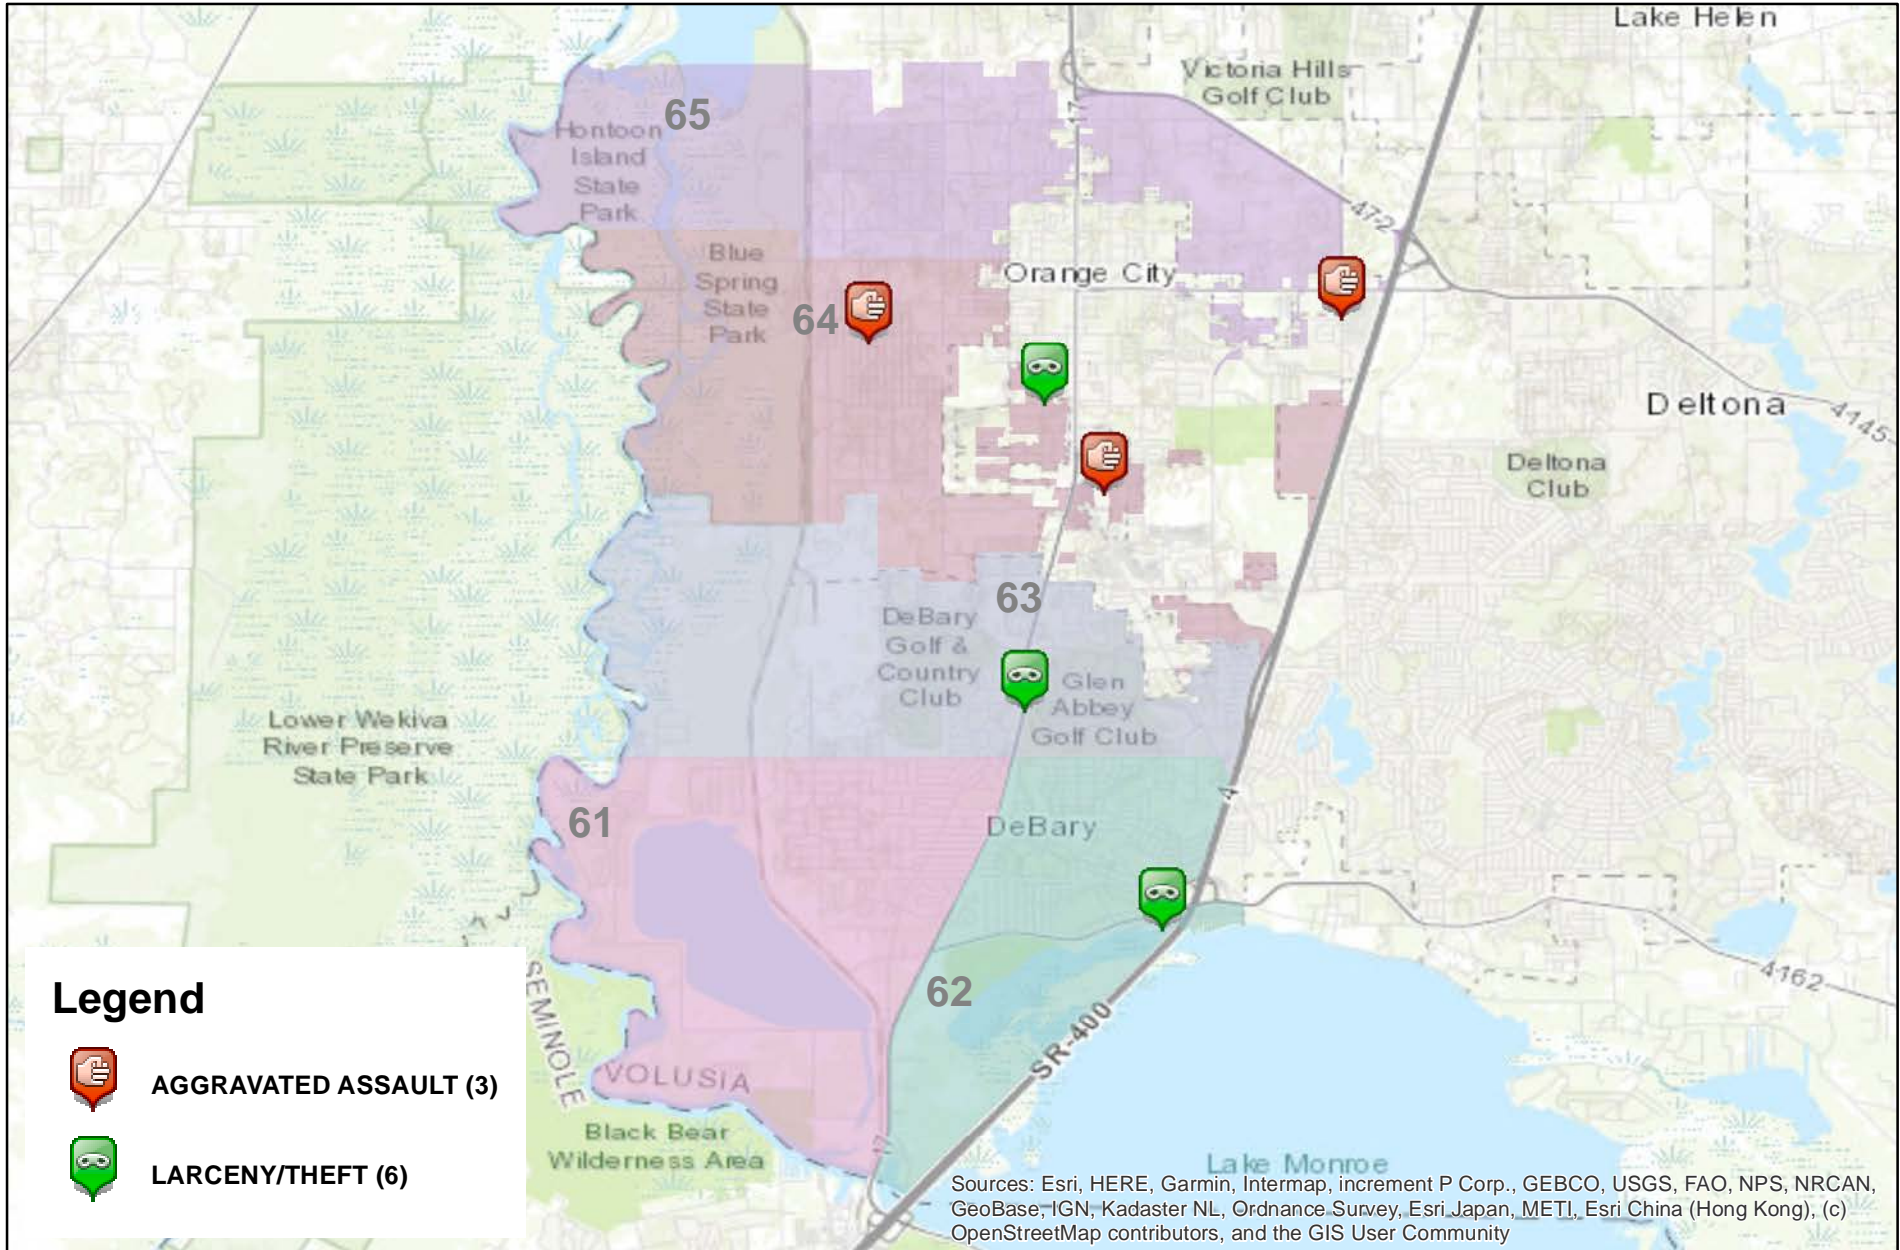 Lake Helen
Victoria Hills
Golf Club
17
65
Hontoon
Island
State
Park
472
Blue
Spring
State
Park
Orange City
64
Deltona
4145
Deltona
Club
63
DeBary
Golf &
Country
Club
Glen
Abbey
Golf Club
Lower Wekiva
River Preserve
State Park
4
61
DeBary
62
4162
SR-400
SEMINOLE
VOLUSIA
Black Bear
Wilderness Area
17
Lake Monroe
Legend
AGGRAVATED ASSAULT (3)
LARCENY/THEFT (6)
Sources: Esri, HERE, Garmin, Intermap, increment P Corp., GEBCO, USGS, FAO, NPS, NRCAN,
GeoBase, IGN, Kadaster NL, Ordnance Survey, Esri Japan, METI, Esri China (Hong Kong), (c)
OpenStreetMap contributors, and the GIS User Community